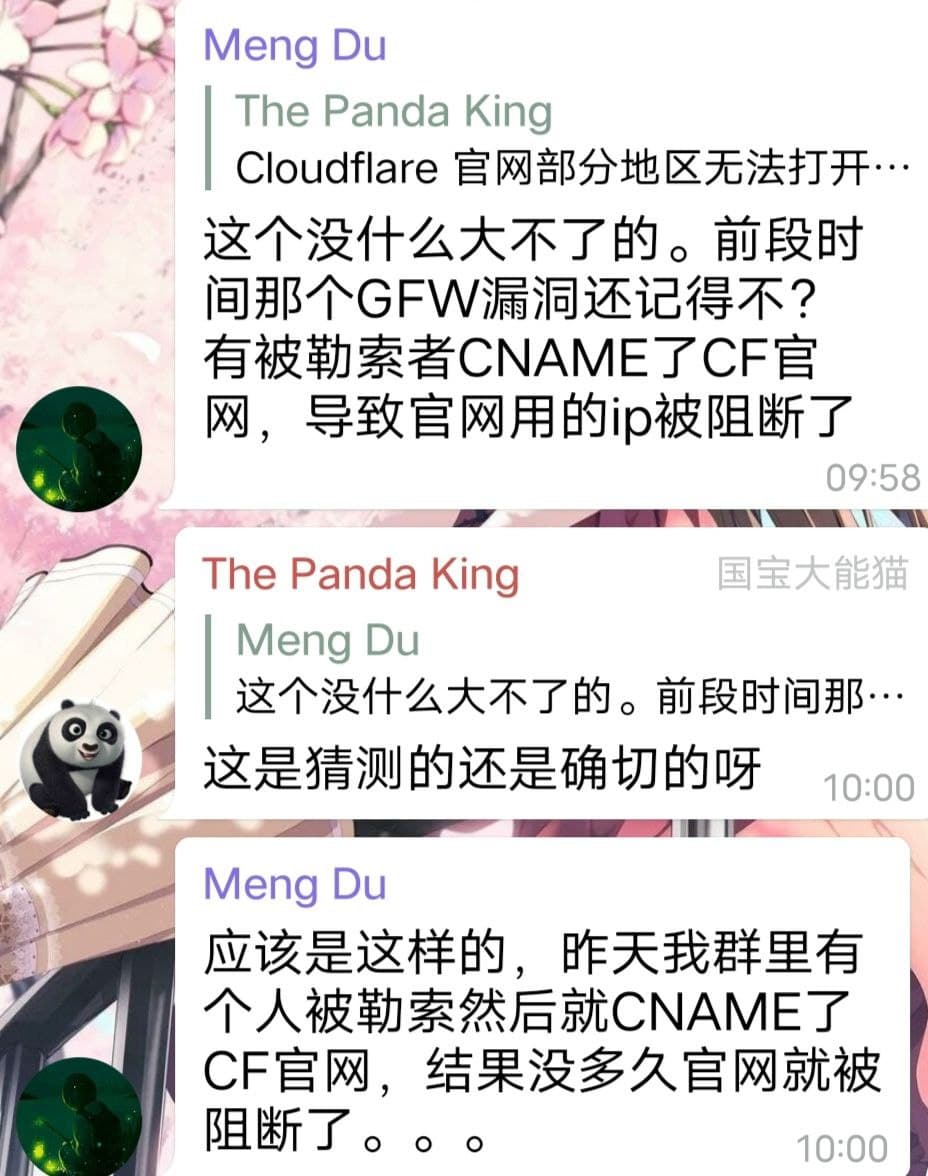 Meng Du
The Panda King
Cloudflare 官网部分地区无法打开…
这个没什么大不了的。前段时
间那个GFW漏洞还记得不？
有被勒索者CNAME了CF官
网，导致官网用的ip被阻断了
09:58
The Panda King 国宝大能猫
Meng Du
这个没什么大不了的。前段时间那…
这是猜测的还是确切的呀
10:00
Meng Du
应该是这样的，昨天我群里有
个人被勒索然后就CNAME了
CF官网，结果没多久官网就被
阻断了。。。
10:00